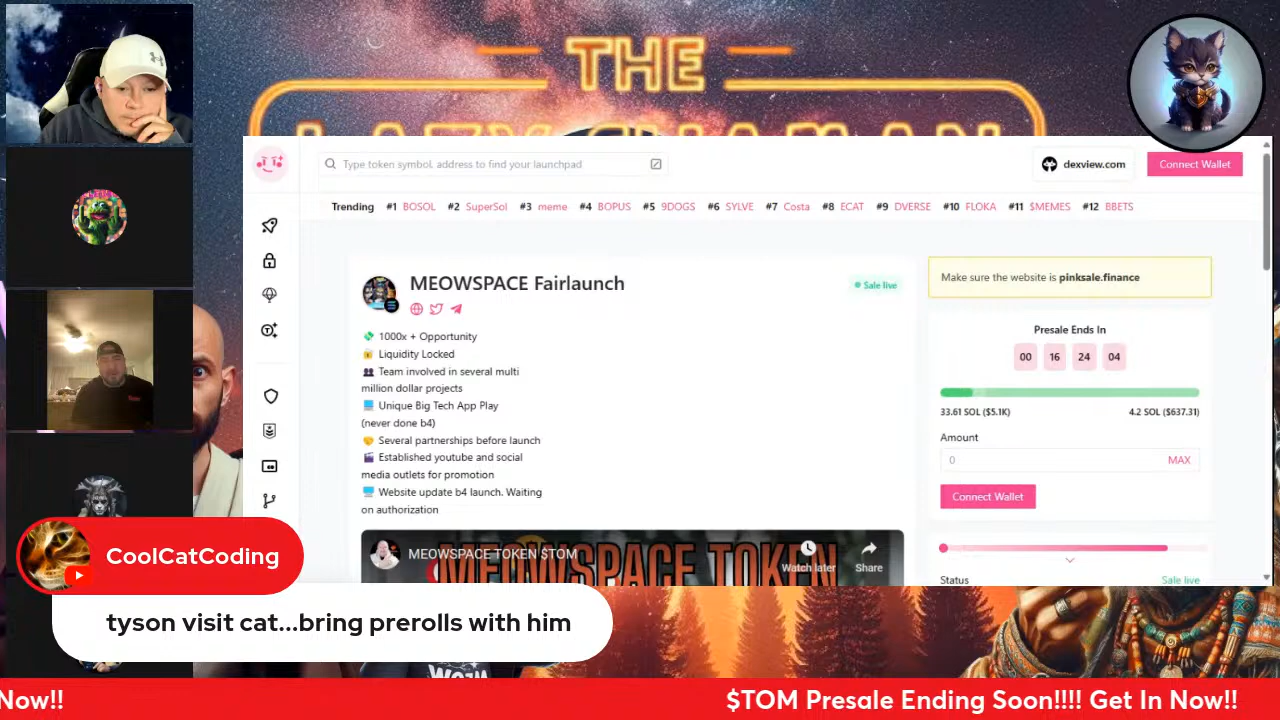 THE
LAZY SHAMAN
Type token symbol, address to find your launchpad
dexview.com
Connect Wallet
Trending #1 BOSOL #2 SuperSol #3 meme #4 BOPUS #5 9DOGS #6 SYLVE #7 Costa #8 ECAT #9 DVERSE #10 FLOKA #11 $MEMES #12 BBETS
MEOWSPACE Fairlaunch
Sale live
Make sure the website is pinksale.finance
1000x + Opportunity
Liquidity Locked
Team involved in several multi
million dollar projects
Unique Big Tech App Play
(never done b4)
Several partnerships before launch
Established youtube and social
media outlets for promotion
Website update b4 launch. Waiting
on authorization
Presale Ends In
00 16 24 04
33.61 SOL ($5.1K) 4.2 SOL ($637.31)
Amount
0 MAX
Connect Wallet
Status Sale live
MEOWSPACE TOKEN $TOM
Watch later
Share
MEOWSPACE TOKEN
CoolCatCoding
tyson visit cat...bring prerolls with him
Now!! $TOM Presale Ending Soon!!!! Get In Now!!